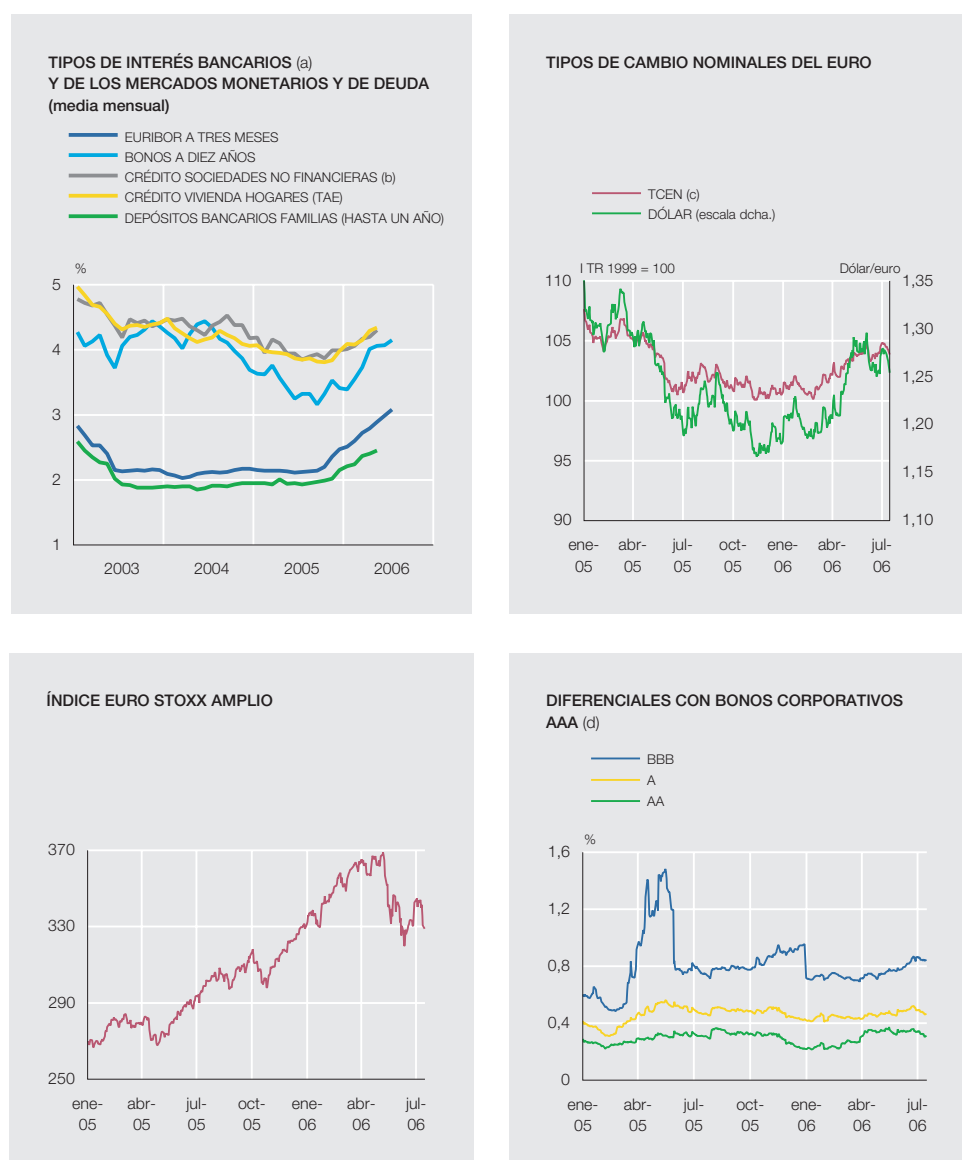 TIPOS DE INTERÉS BANCARIOS (a)
Y DE LOS MERCADOS MONETARIOS Y DE DEUDA
(media mensual)
EURIBOR A TRES MESES
BONOS A DIEZ AÑOS
CRÉDITO SOCIEDADES NO FINANCIERAS (b)
CRÉDITO VIVIENDA HOGARES (TAE)
DEPÓSITOS BANCARIOS FAMILIAS (HASTA UN AÑO)
%
5
4
3
2
1
2003 2004 2005 2006
TIPOS DE CAMBIO NOMINALES DEL EURO
TCEN (c)
DÓLAR (escala dcha.)
I TR 1999 = 100 Dólar/euro
110 1,35
1,30
105
1,25
100
1,20
95
1,15
90 1,10
ene- abr- jul- oct- ene- abr- jul-
05 05 05 05 06 06 06
ÍNDICE EURO STOXX AMPLIO
370
330
290
250
ene- abr- jul- oct- ene- abr- jul-
05 05 05 05 06 06 06
DIFERENCIALES CON BONOS CORPORATIVOS
AAA (d)
BBB
A
AA
%
1,6
1,2
0,8
0,4
0
ene- abr- jul- oct- ene- abr- jul-
05 05 05 05 06 06 06